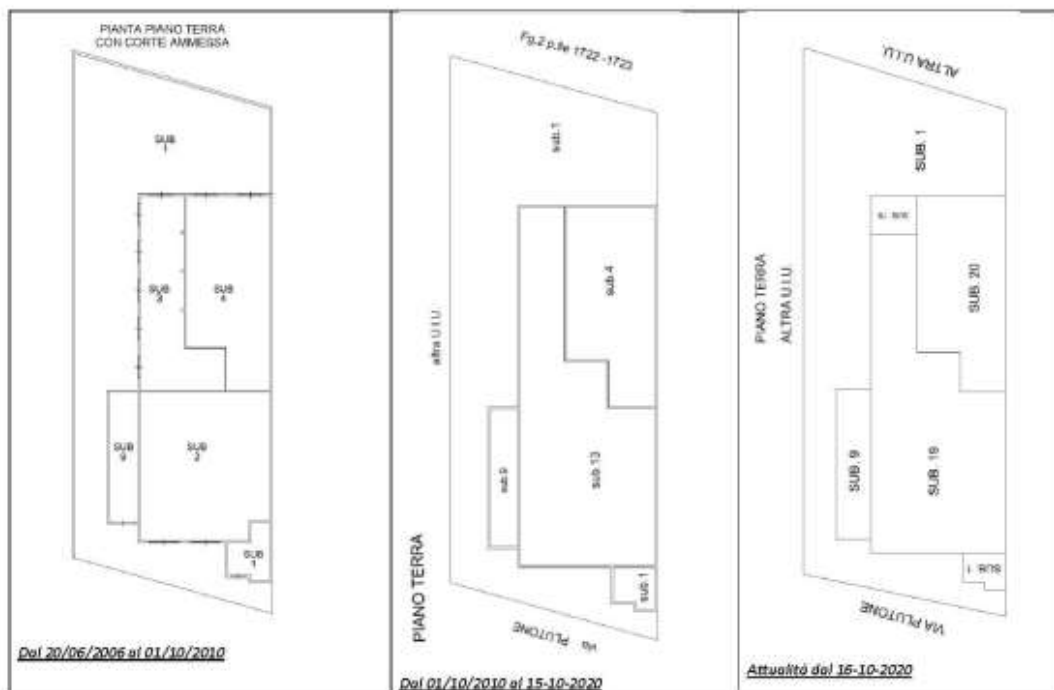 PIANTA PIANO TERRA
CON CORTE AMMESSA
SUB
1
SUB
3
SUB
4
SUB
9
SUB
2
SUB
1
Dal 20/06/2006 al 01/10/2010
Fg.2 p.lle 1722 -1723
sub.1
altra U.I.U.
sub.4
sub.9
sub.13
sub.1
PIANO TERRA
via PLUTONE
Dal 01/10/2010 al 15-10-2020
ALTRA U.I.U.
SUB. 1
SUB.
SUB. 20
PIANO TERRA
ALTRA U.I.U.
SUB. 9
SUB. 19
SUB. 1
VIA PLUTONE
Attualità dal 16-10-2020